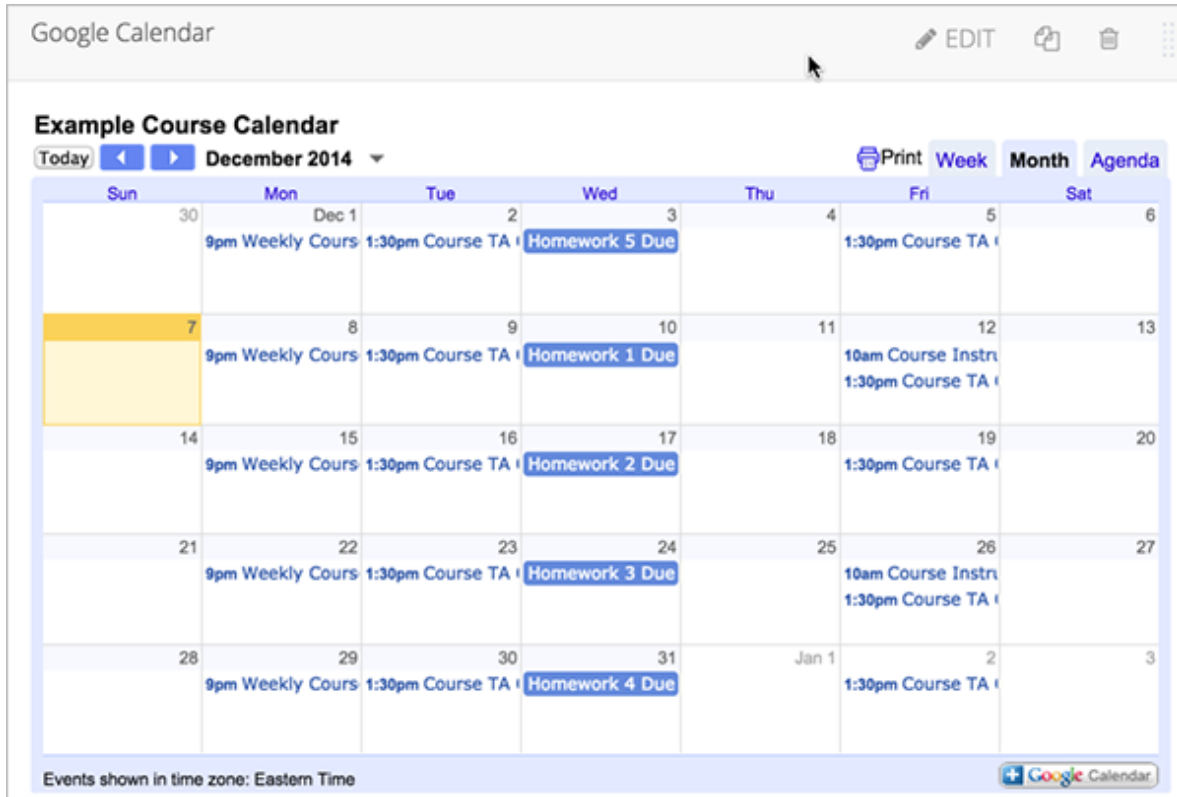 Google Calendar EDIT
Example Course Calendar
Today December 2014 Print Week Month Agenda
Sun Mon Tue Wed Thu Fri Sat
30 Dec 1 2 3 4 5 6
9pm Weekly Cours 1:30pm Course TA Homework 5 Due 1:30pm Course TA
7 8 9 10 11 12 13
9pm Weekly Cours 1:30pm Course TA Homework 1 Due 10am Course Instru
1:30pm Course TA
14 15 16 17 18 19 20
9pm Weekly Cours 1:30pm Course TA Homework 2 Due 1:30pm Course TA
21 22 23 24 25 26 27
9pm Weekly Cours 1:30pm Course TA Homework 3 Due 10am Course Instru
1:30pm Course TA
28 29 30 31 Jan 1 2 3
9pm Weekly Cours 1:30pm Course TA Homework 4 Due 1:30pm Course TA
Events shown in time zone: Eastern Time Google Calendar